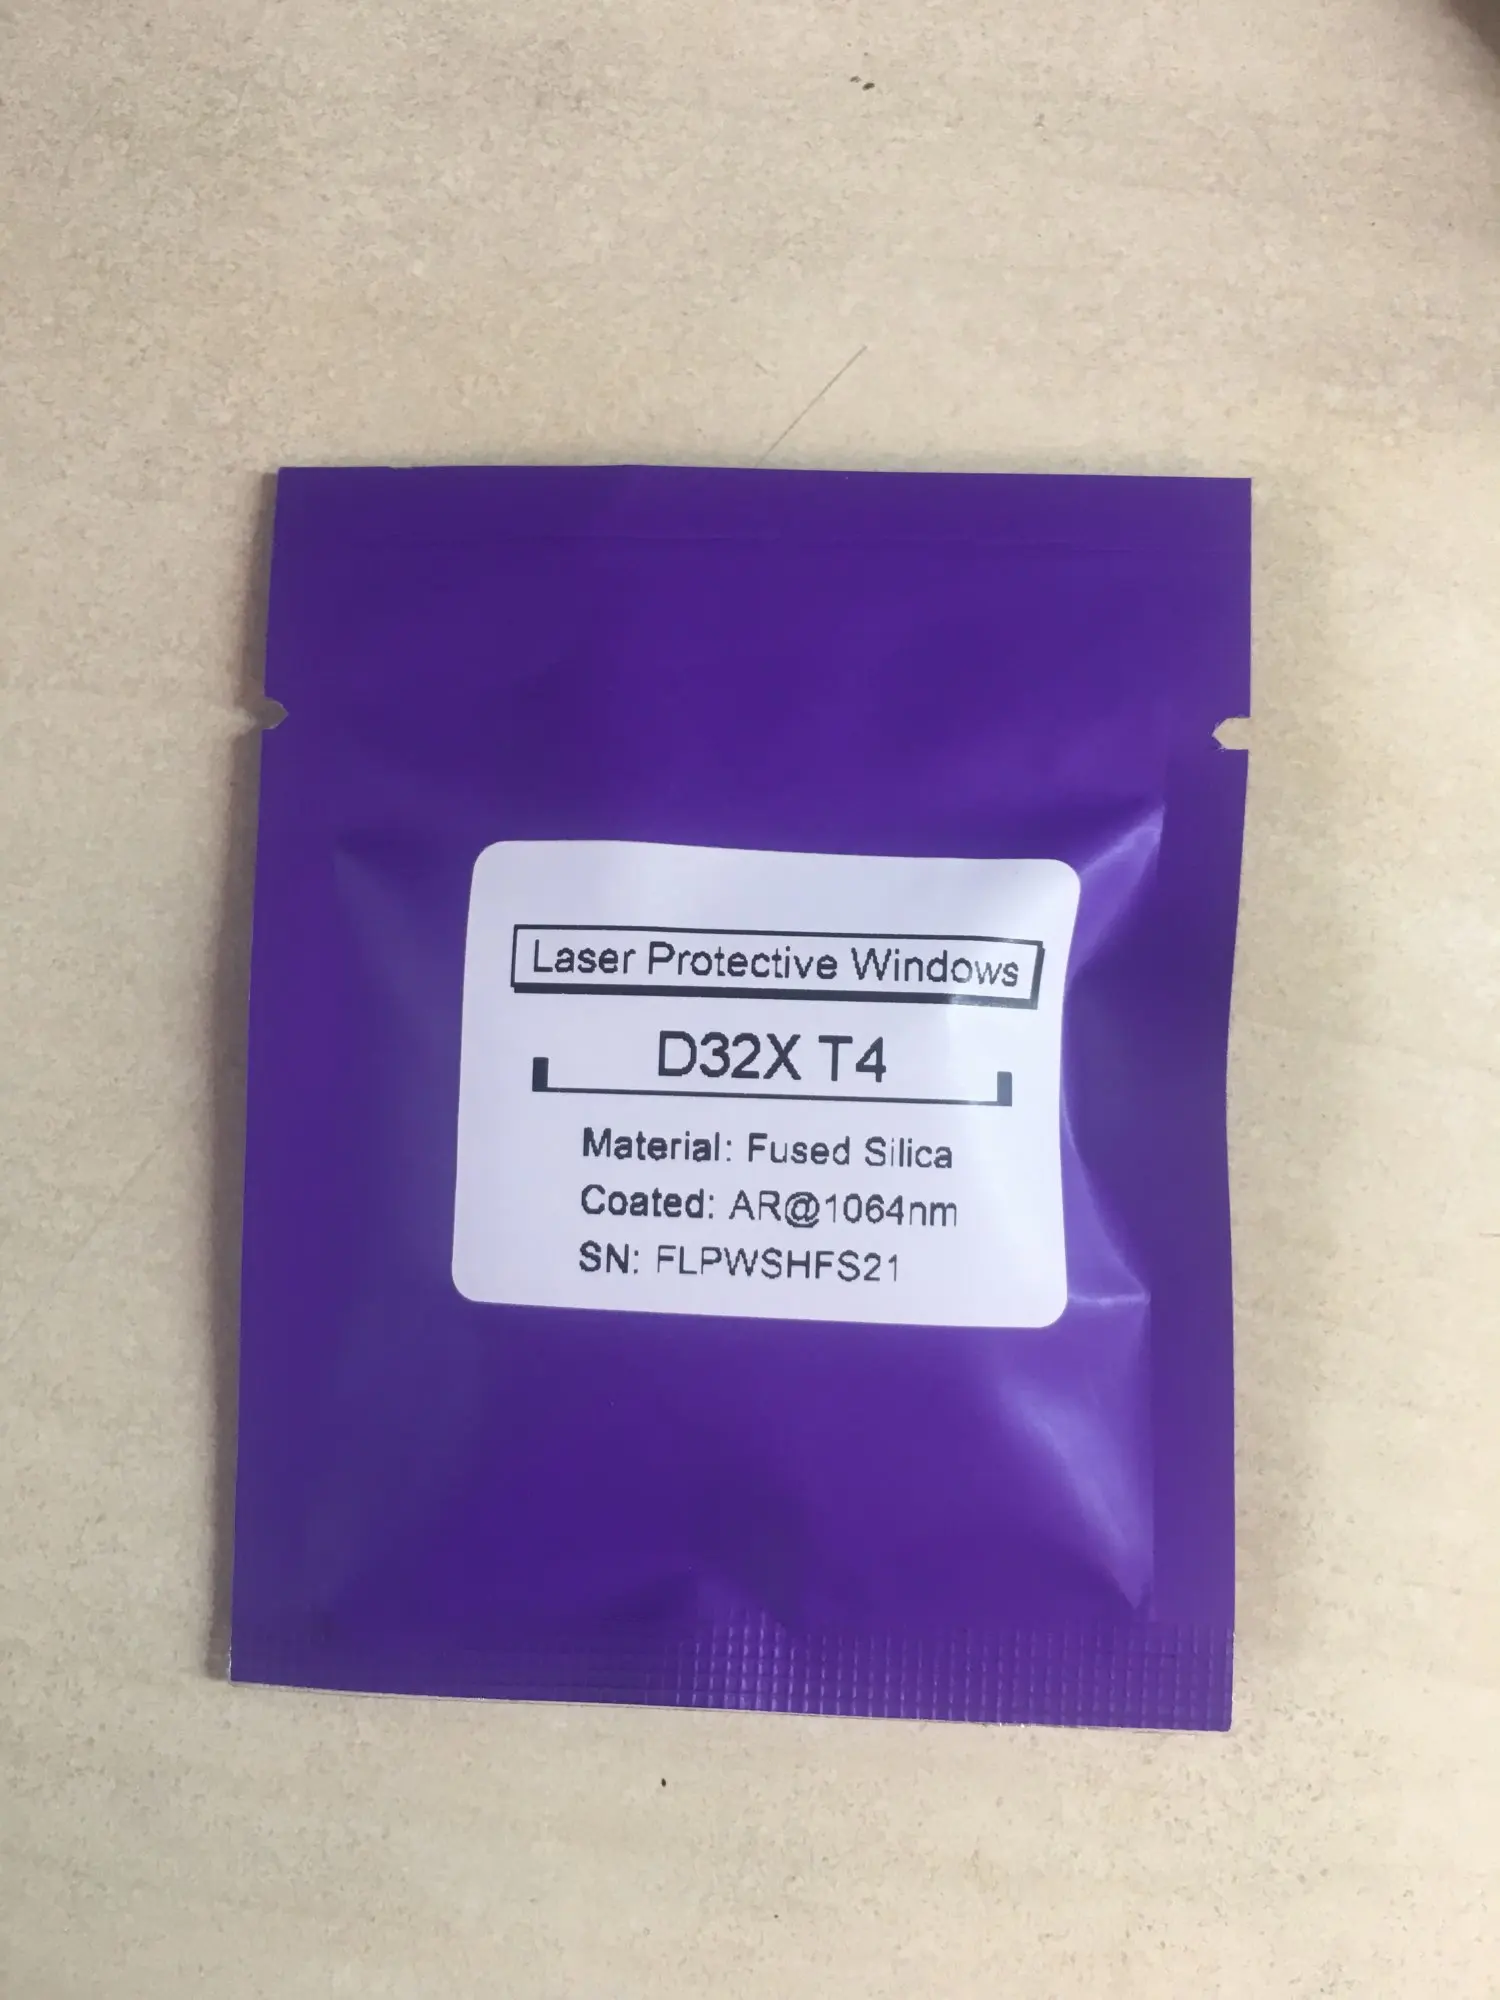 Laser Protective Windows
D32X T4
Material: Fused Silica
Coated: AR@1064nm
SN: FLPWSHFS21